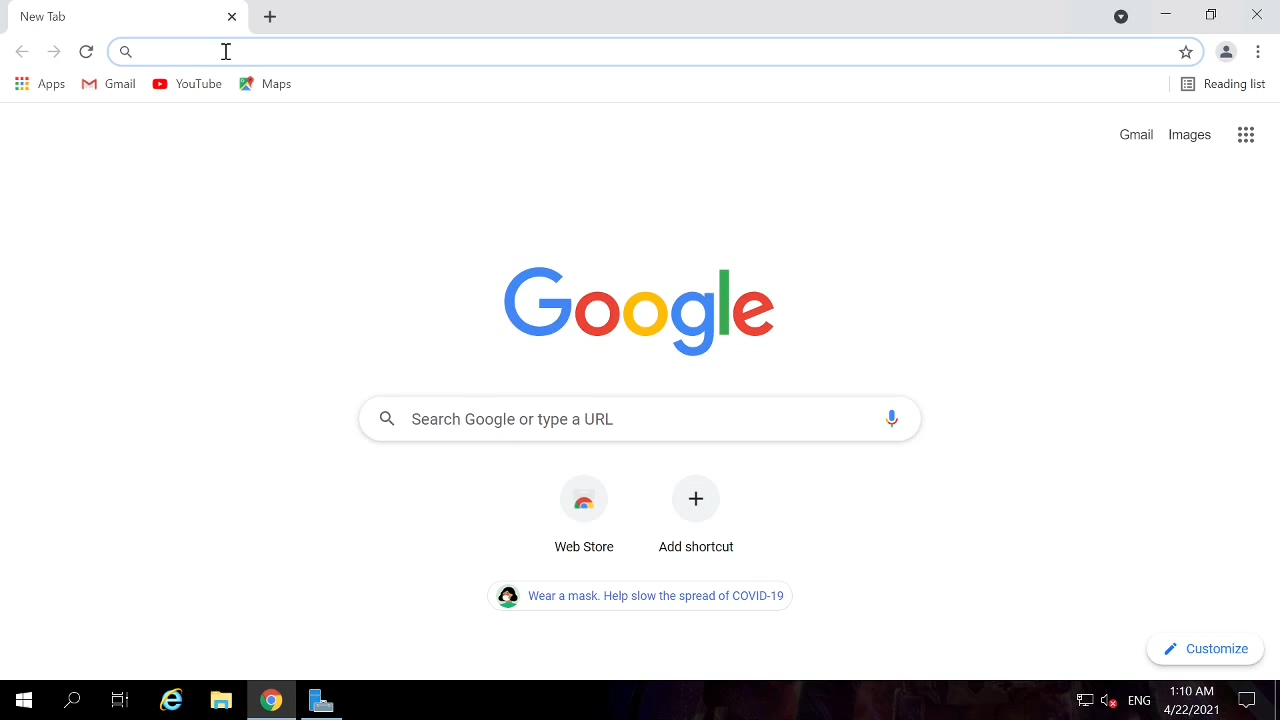 New Tab
Apps Gmail YouTube Maps Reading list
Gmail Images
Google
Search Google or type a URL
Web Store Add shortcut
Wear a mask. Help slow the spread of COVID-19
Customize
ENG 1:10 AM
4/22/2021